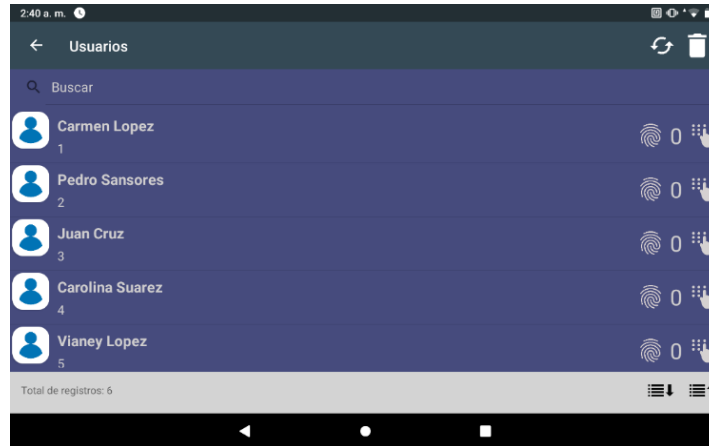 2:40 a. m.
Usuarios
Buscar
Carmen Lopez
1
0
Pedro Sansores
2
0
Juan Cruz
3
0
Carolina Suarez
4
0
Vianey Lopez
5
0
Total de registros: 6